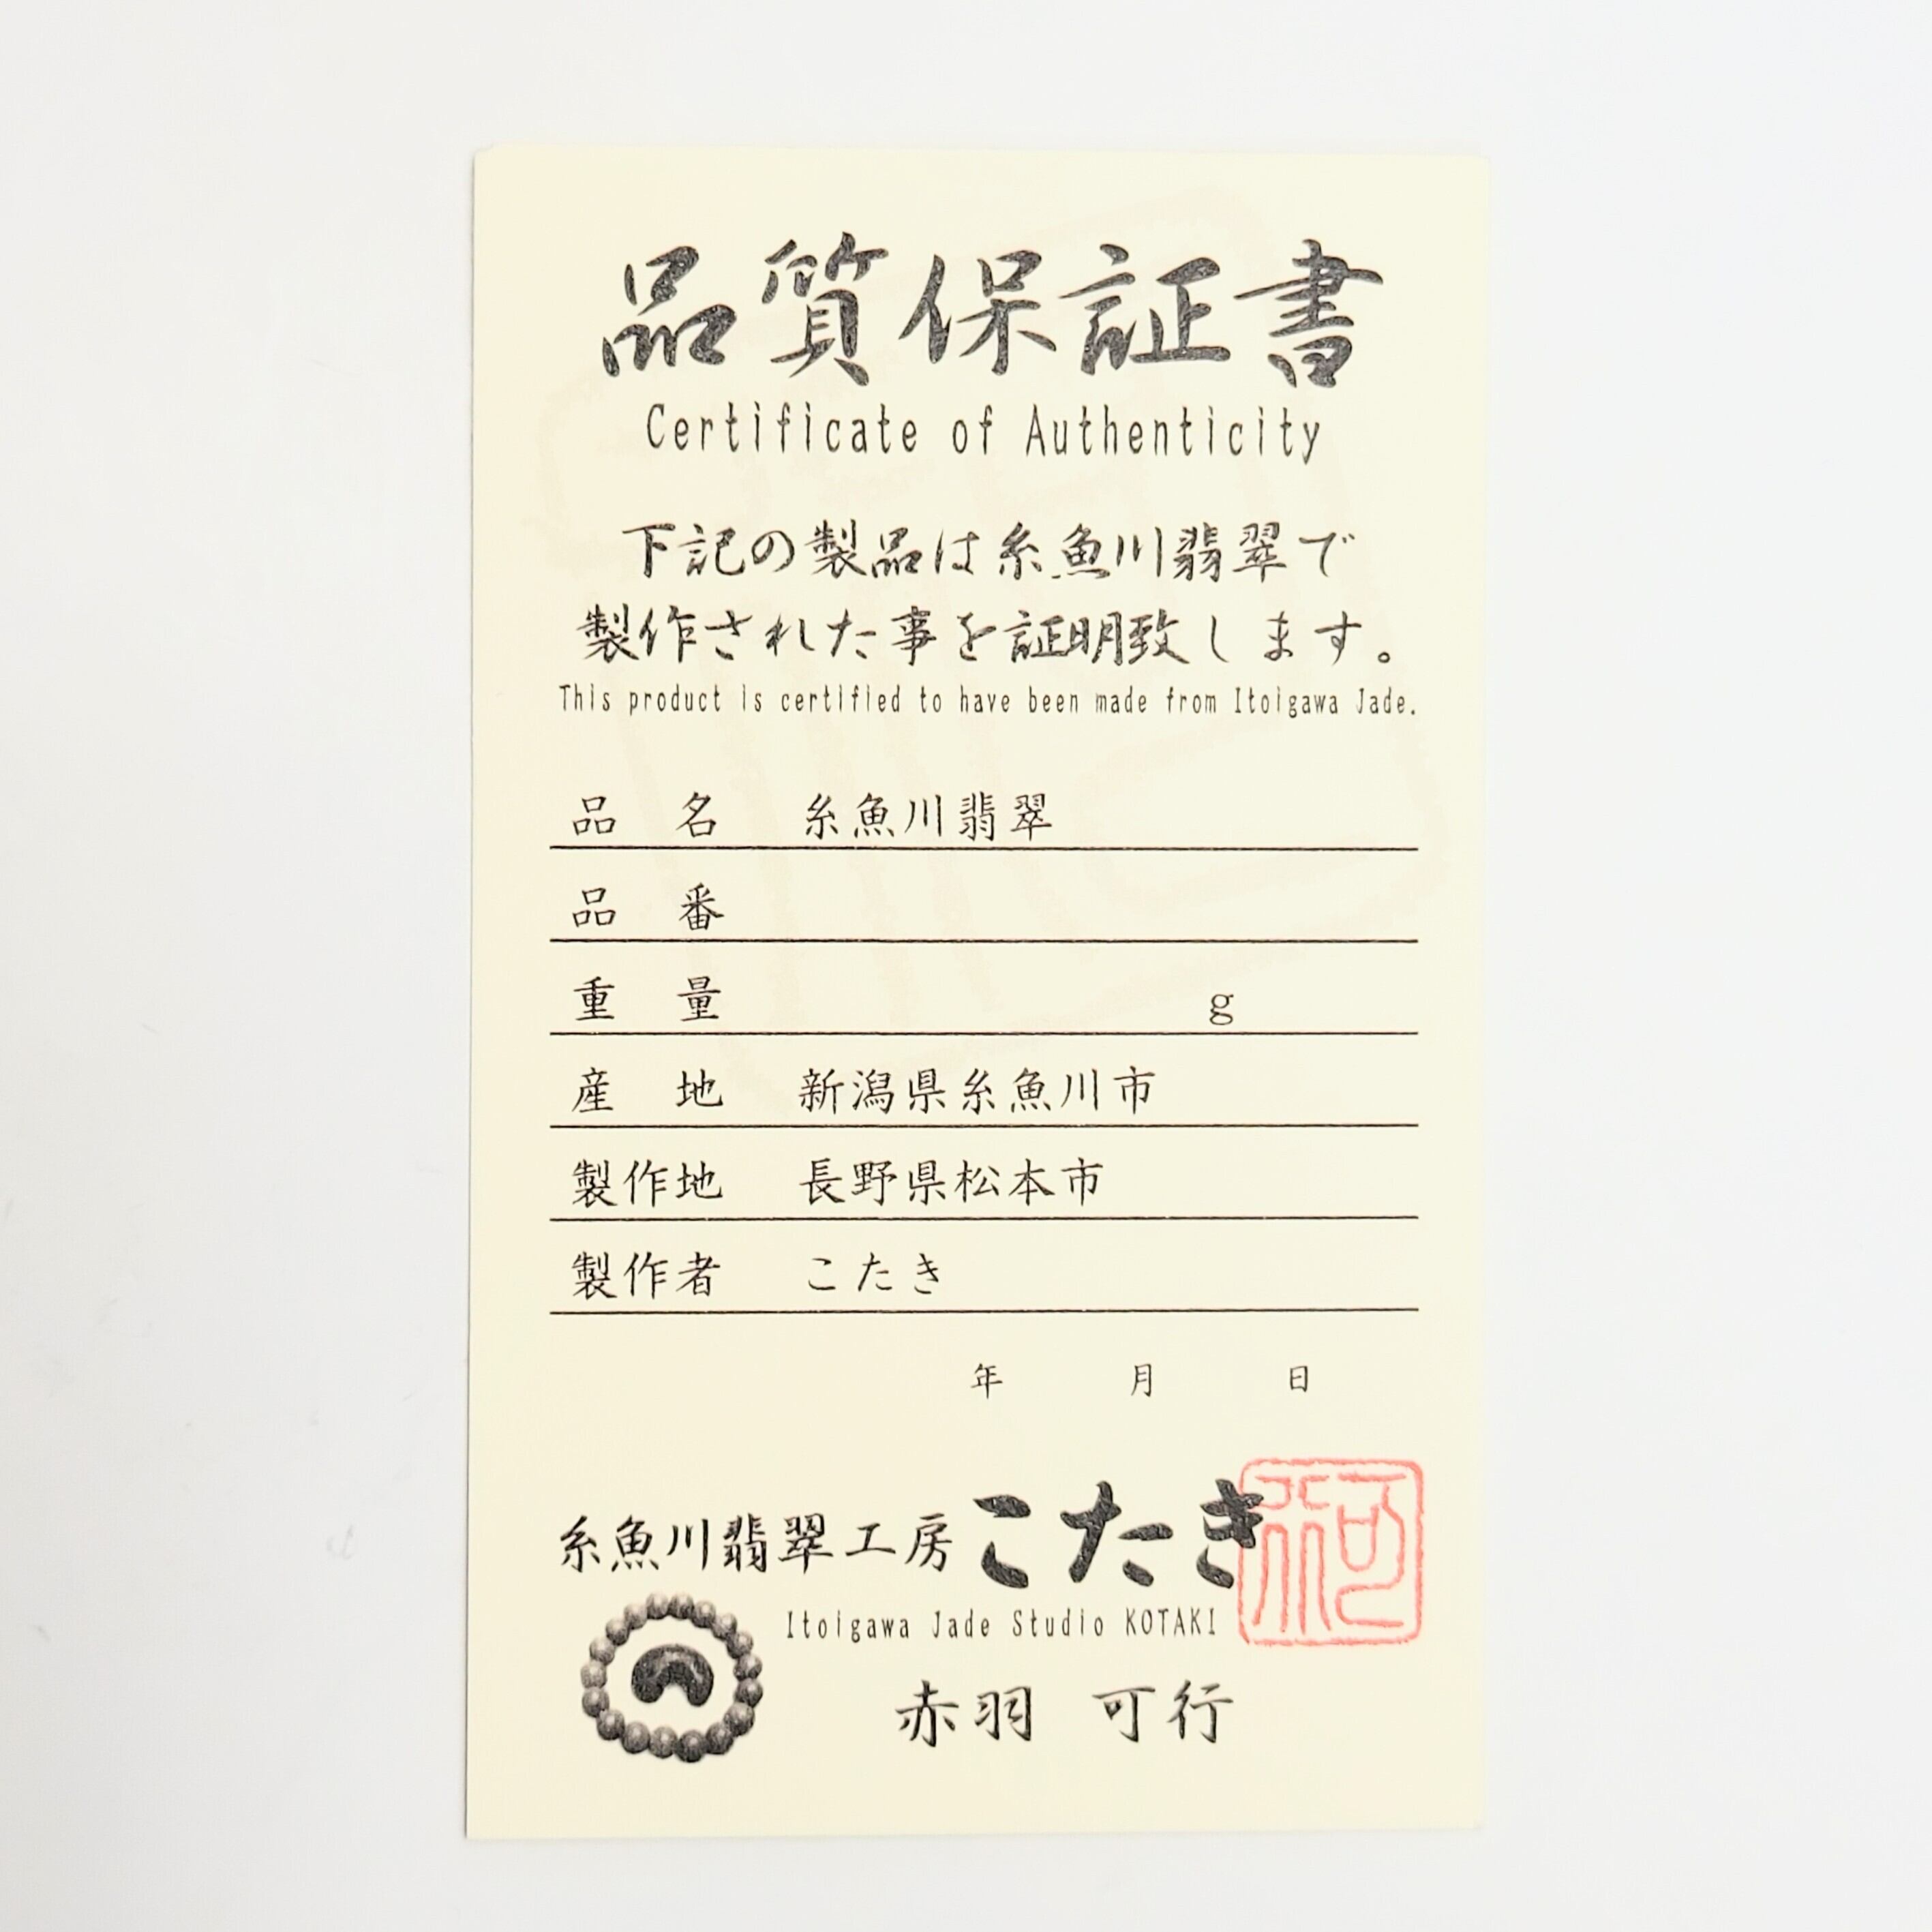 品質保証書
Certificate of Authenticity
下記の製品は糸魚川翡翠で
製作された事を証明致します。
This product is certified to have been made from Itoigawa Jade.
品 名 糸魚川翡翠
品 番
重 量 g
産 地 新潟県糸魚川市
製作地 長野県松本市
製作者 こたき
年 月 日
糸魚川翡翠工房 こたき
Itoigawa Jade Studio KOTAKI
赤羽 可行